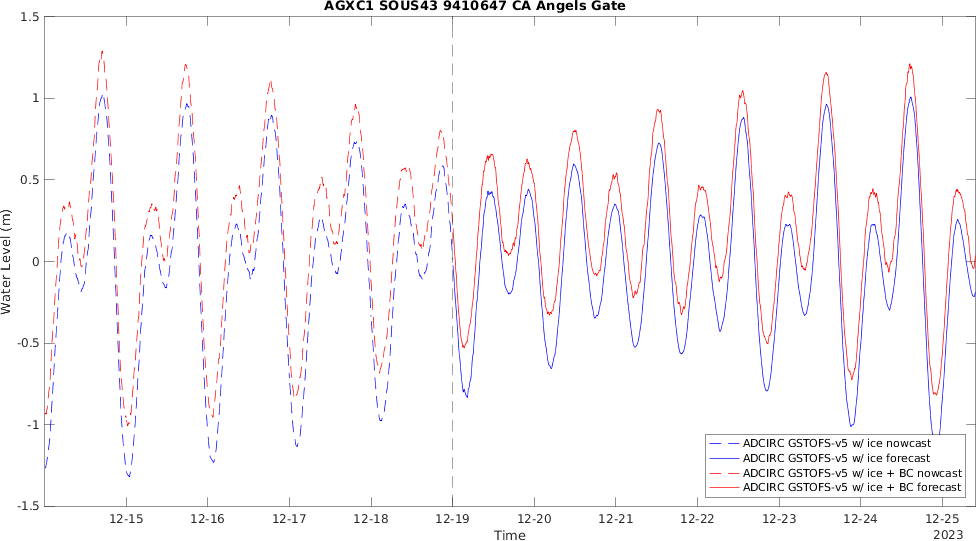 AGXC1 SOUS43 9410647 CA Angels Gate
1.5
1
0.5
0
-0.5
-1
-1.5
Water Level (m)
12-15
12-16
12-17
12-18
12-19
12-20
12-21
12-22
12-23
12-24
12-25
2023
Time
ADCIRC GSTOFS-v5 w/ ice nowcast
ADCIRC GSTOFS-v5 w/ ice forecast
ADCIRC GSTOFS-v5 w/ ice + BC nowcast
ADCIRC GSTOFS-v5 w/ ice + BC forecast